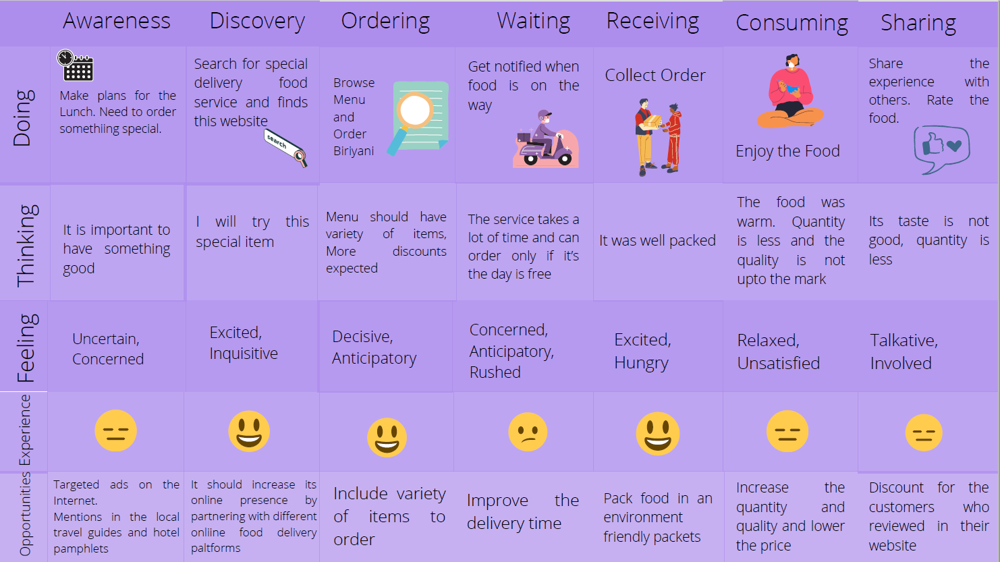 Awareness
Discovery
Ordering
Waiting
Receiving
Consuming
Sharing
Doing
Make plans for the
Lunch. Need to order
somethiing special.
Search for special
delivery food
service and finds
this website
search
Browse
Menu
and
Order
Biriyani
Get notified when
food is on the
way
Collect Order
Enjoy the Food
Share the
experience with
others. Rate the
food.
Thinking
It is important to
have something
good
I will try this
special item
Menu should have
variety of items,
More discounts
expected
The service takes a
lot of time and can
order only if it's
the day is free
It was well packed
The food was
warm. Quantity
is less and the
quality is not
upto the mark
Its taste is not
good, quantity is
less
Feeling
Uncertain,
Concerned
Excited,
Inquisitive
Decisive,
Anticipatory
Concerned,
Anticipatory,
Rushed
Excited,
Hungry
Relaxed,
Unsatisfied
Talkative,
Involved
Experience
Opportunities
Targeted ads on the
Internet.
Mentions in the local
travel guides and hotel
pamphlets
It should increase its
online presence by
partnering with different
onliine food delivery
paltforms
Include variety
of items to
order
Improve the
delivery time
Pack food in an
environment
friendly packets
Increase the
quantity and
quality and lower
the price
Discount for the
customers who
reviewed in their
website